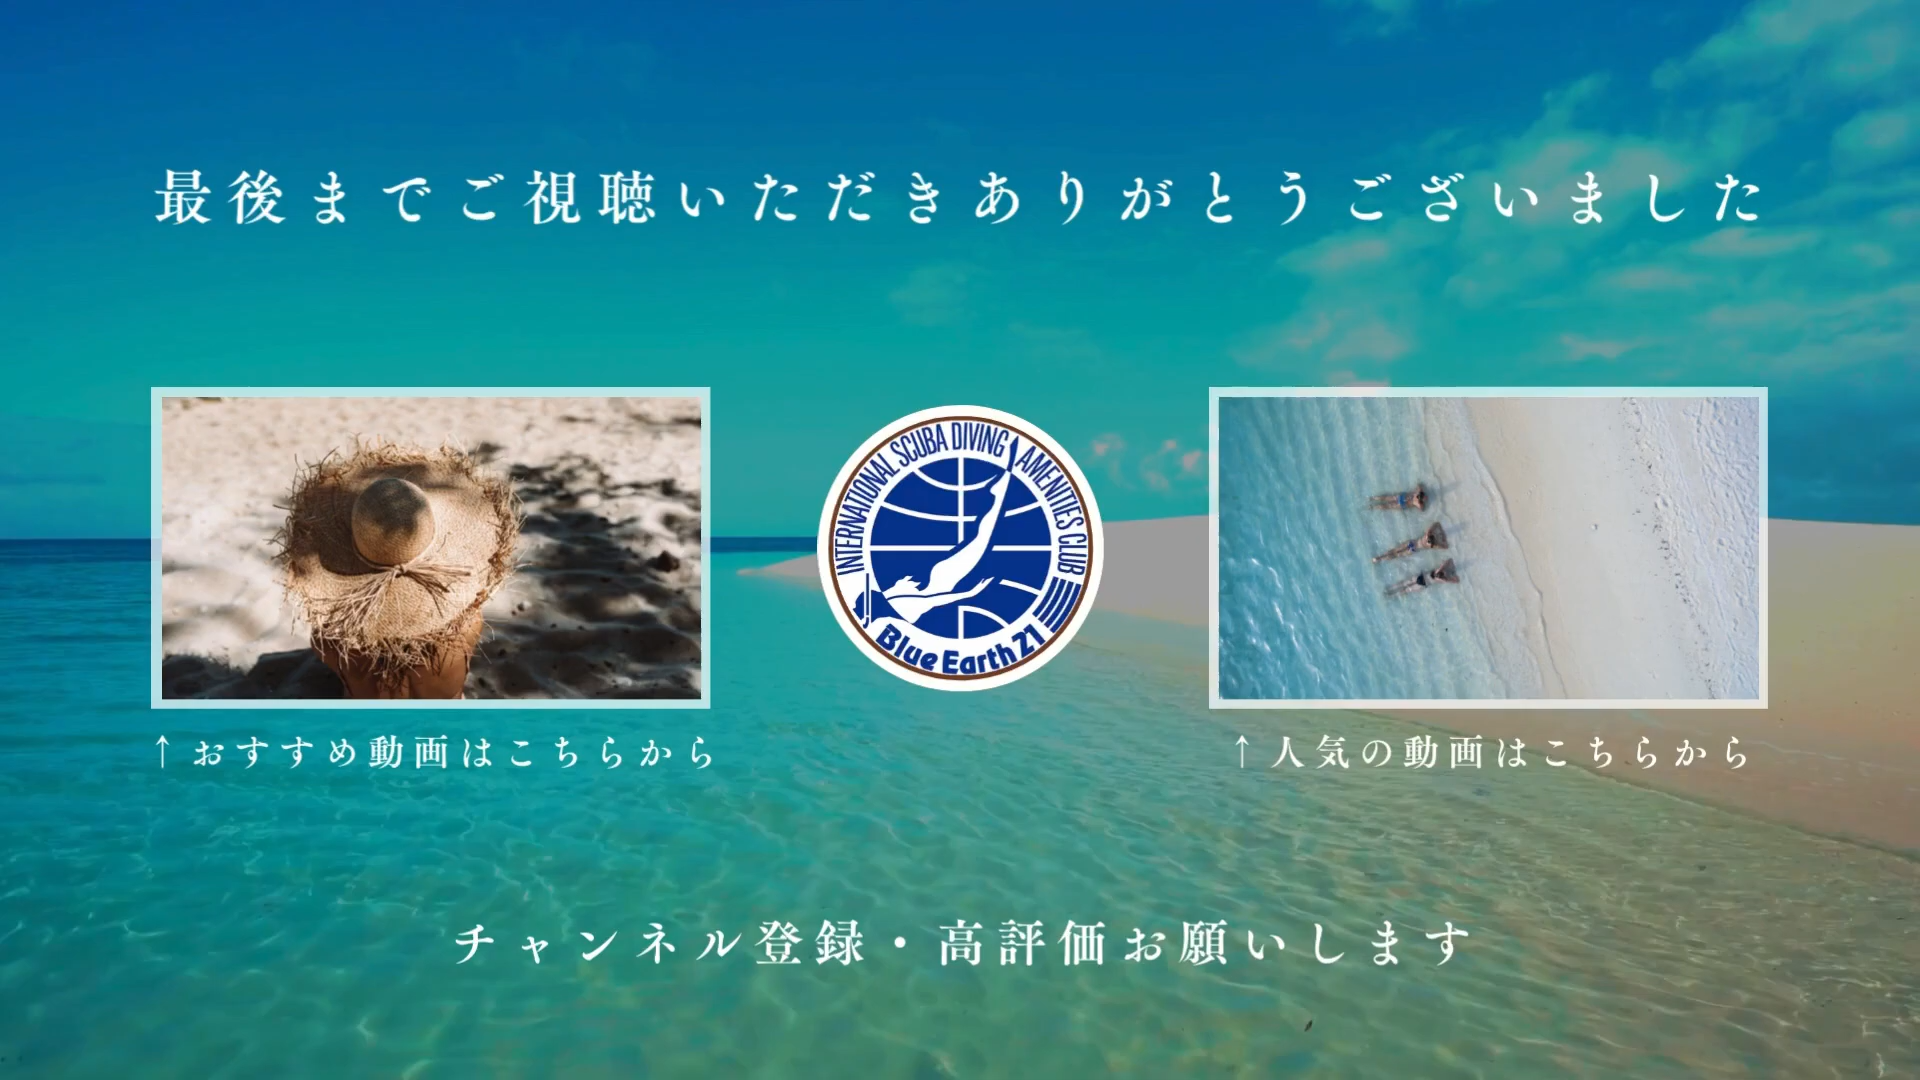 最後までご視聴いただきありがとうございました
INTERNATIONAL SCUBA DIVING AMENITIES CLUB
Blue Earth 21
↑おすすめ動画はこちらから
↑人気の動画はこちらから
チャンネル登録・高評価お願いします